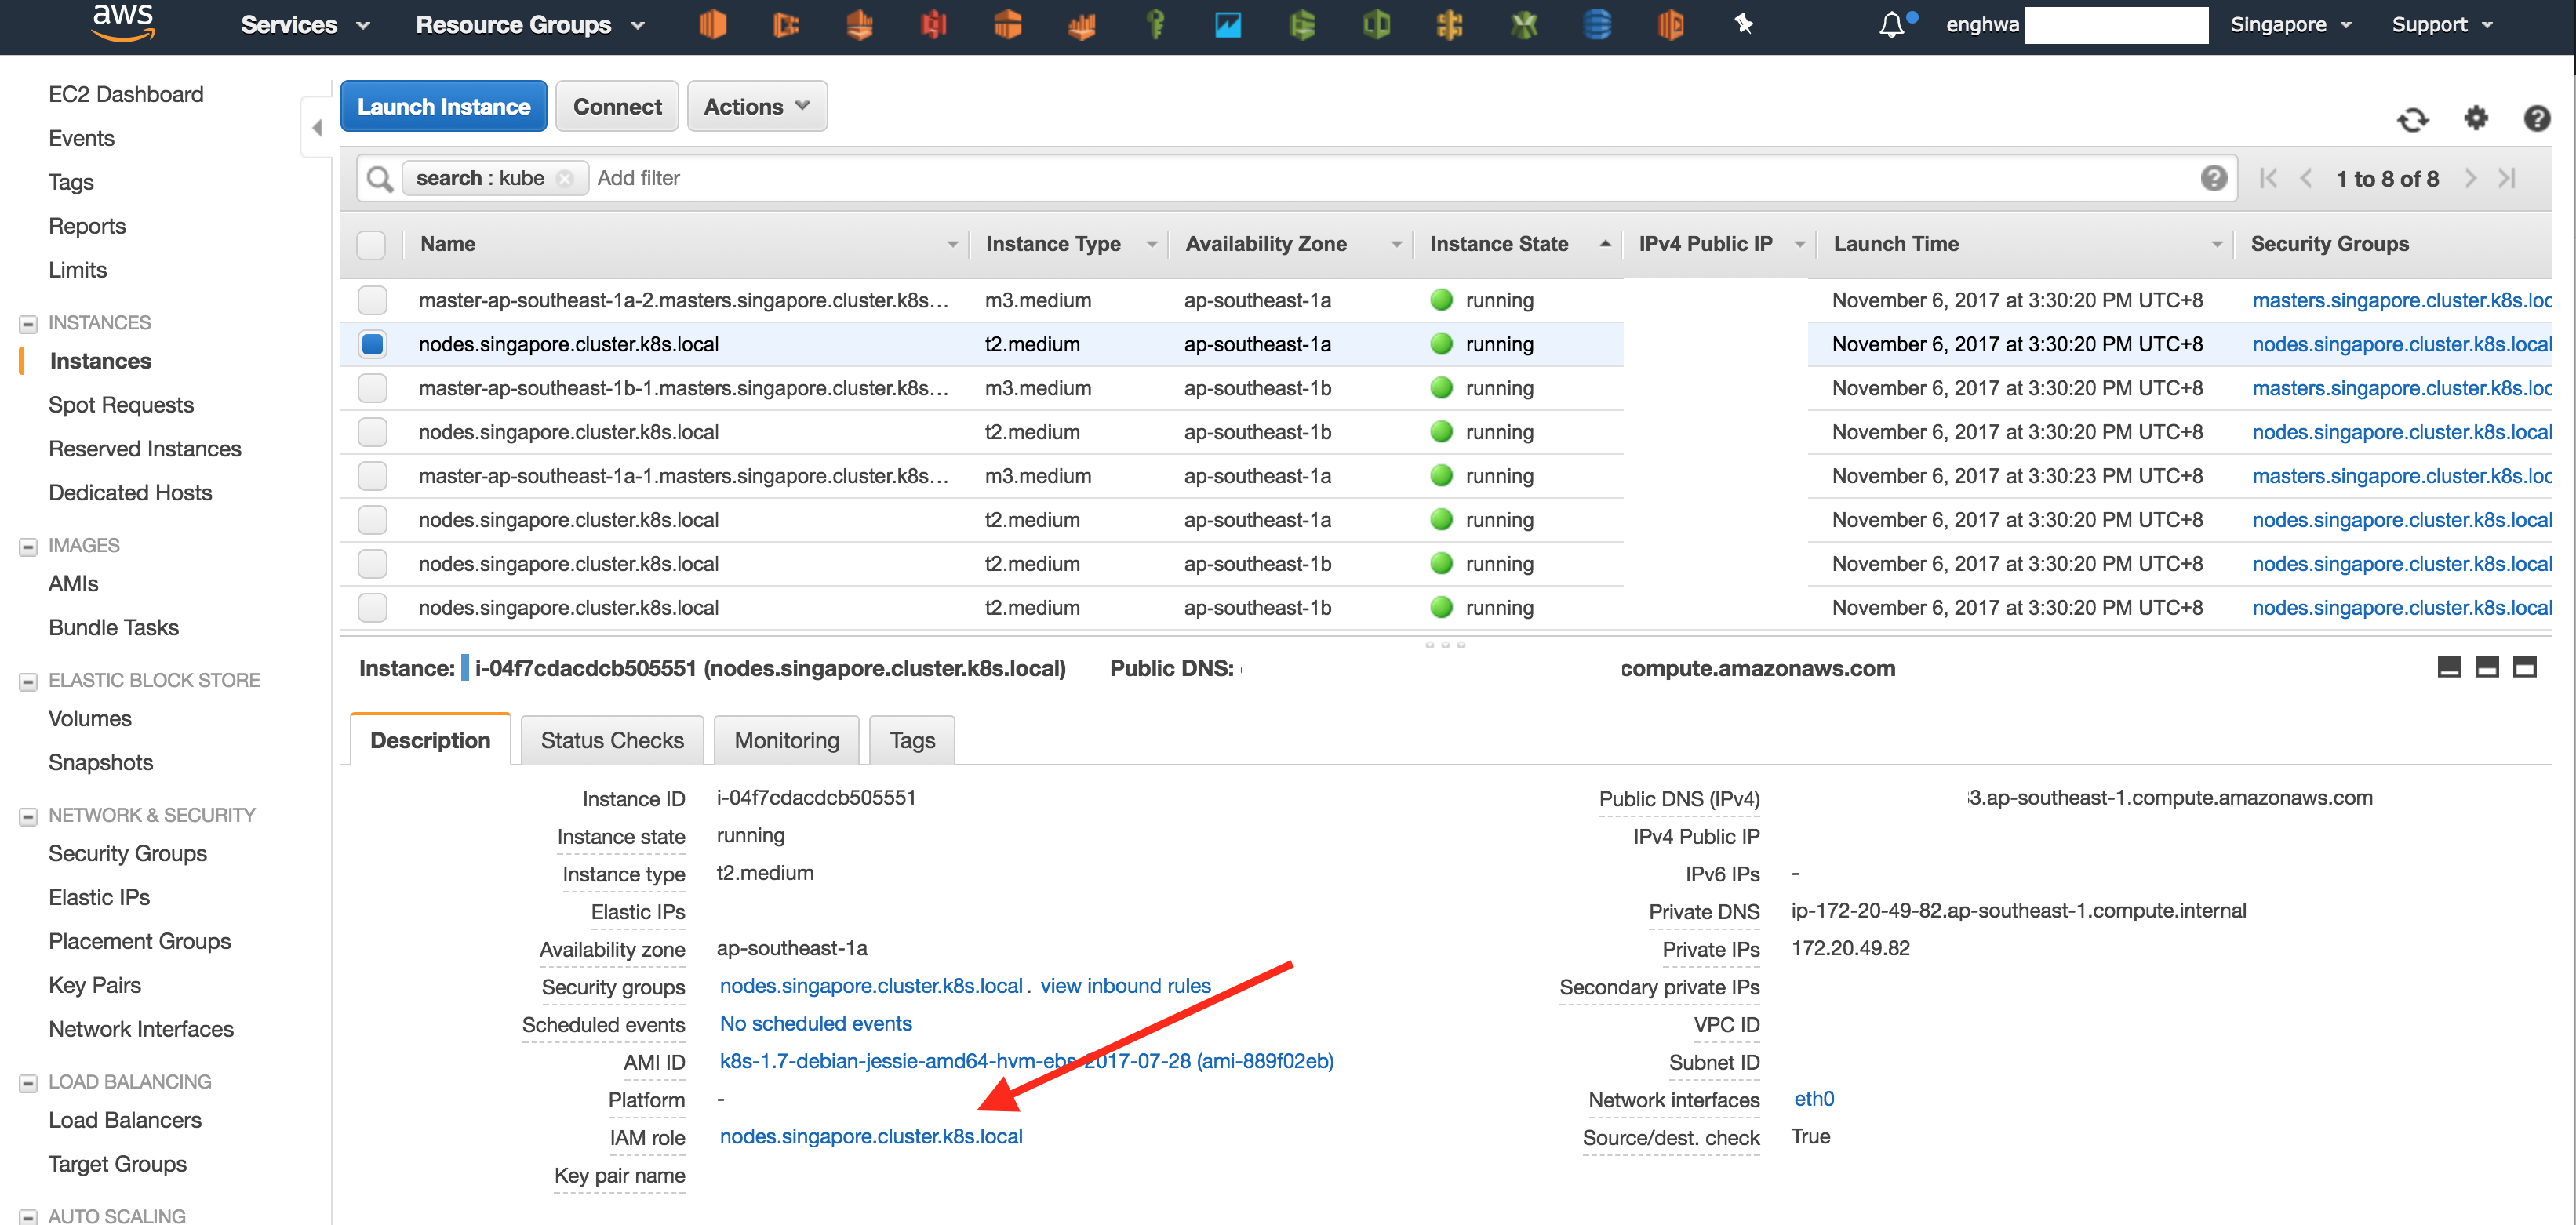 aws Services Resource Groups enghwa Singapore Support
EC2 Dashboard
Events
Tags
Reports
Limits
INSTANCES
Instances
Spot Requests
Reserved Instances
Dedicated Hosts
IMAGES
AMIs
Bundle Tasks
ELASTIC BLOCK STORE
Volumes
Snapshots
NETWORK & SECURITY
Security Groups
Elastic IPs
Placement Groups
Key Pairs
Network Interfaces
LOAD BALANCING
Load Balancers
Target Groups
AUTO SCALING
Launch Instance Connect Actions
search : kube Add filter 1 to 8 of 8
Name Instance Type Availability Zone Instance State IPv4 Public IP Launch Time Security Groups
master-ap-southeast-1a-2.masters.singapore.cluster.k8s... m3.medium ap-southeast-1a running November 6, 2017 at 3:30:20 PM UTC+8 masters.singapore.cluster.k8s.loc
nodes.singapore.cluster.k8s.local t2.medium ap-southeast-1a running November 6, 2017 at 3:30:20 PM UTC+8 nodes.singapore.cluster.k8s.local
master-ap-southeast-1b-1.masters.singapore.cluster.k8s... m3.medium ap-southeast-1b running November 6, 2017 at 3:30:20 PM UTC+8 masters.singapore.cluster.k8s.loc
nodes.singapore.cluster.k8s.local t2.medium ap-southeast-1b running November 6, 2017 at 3:30:20 PM UTC+8 nodes.singapore.cluster.k8s.local
master-ap-southeast-1a-1.masters.singapore.cluster.k8s... m3.medium ap-southeast-1a running November 6, 2017 at 3:30:23 PM UTC+8 masters.singapore.cluster.k8s.loc
nodes.singapore.cluster.k8s.local t2.medium ap-southeast-1a running November 6, 2017 at 3:30:20 PM UTC+8 nodes.singapore.cluster.k8s.local
nodes.singapore.cluster.k8s.local t2.medium ap-southeast-1b running November 6, 2017 at 3:30:20 PM UTC+8 nodes.singapore.cluster.k8s.local
nodes.singapore.cluster.k8s.local t2.medium ap-southeast-1b running November 6, 2017 at 3:30:20 PM UTC+8 nodes.singapore.cluster.k8s.local
Instance: i-04f7cdacdcb505551 (nodes.singapore.cluster.k8s.local) Public DNS: compute.amazonaws.com
Description Status Checks Monitoring Tags
Instance ID i-04f7cdacdcb505551
Instance state running
Instance type t2.medium
Elastic IPs
Availability zone ap-southeast-1a
Security groups nodes.singapore.cluster.k8s.local. view inbound rules
Scheduled events No scheduled events
AMI ID k8s-1.7-debian-jessie-amd64-hvm-ebs-2017-07-28 (ami-889f02eb)
Platform -
IAM role nodes.singapore.cluster.k8s.local
Key pair name
Public DNS (IPv4) 3.ap-southeast-1.compute.amazonaws.com
IPv4 Public IP
IPv6 IPs -
Private DNS ip-172-20-49-82.ap-southeast-1.compute.internal
Private IPs 172.20.49.82
Secondary private IPs
VPC ID
Subnet ID
Network interfaces eth0
Source/dest. check True